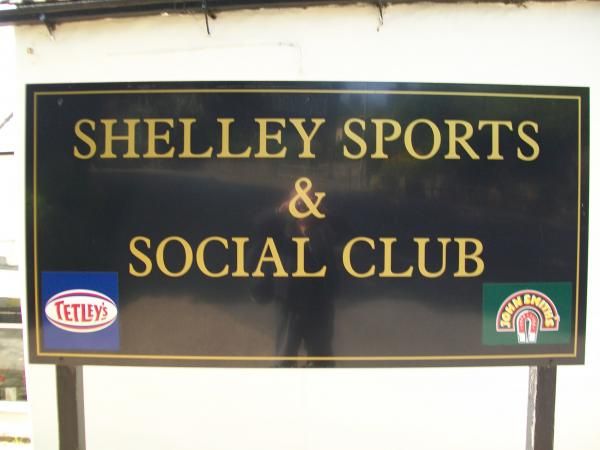 SHELLEY SPORTS
&
SOCIAL CLUB
TETLEY'S
JOHN SMITH'S